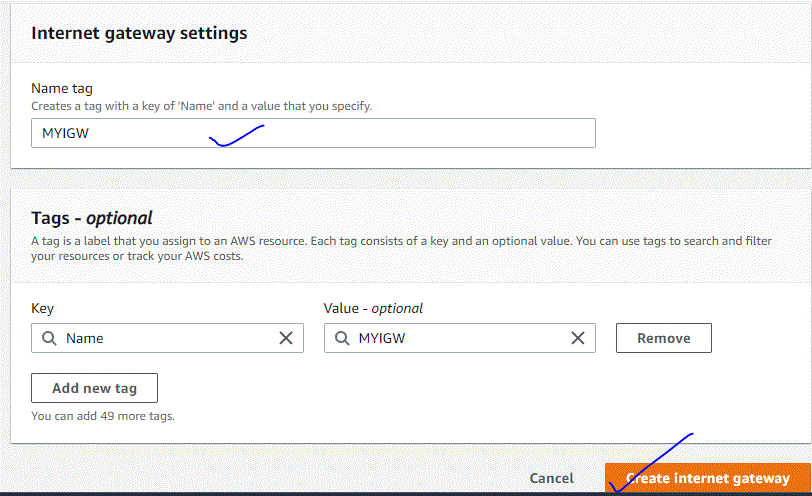 Internet gateway settings
Name tag
Creates a tag with a key of 'Name' and a value that you specify.
MYIGW
Tags - optional
A tag is a label that you assign to an AWS resource. Each tag consists of a key and an optional value. You can use tags to search and filter
your resources or track your AWS costs.
Key Value - optional
Name MYIGW Remove
Add new tag
You can add 49 more tags.
Cancel Create internet gateway